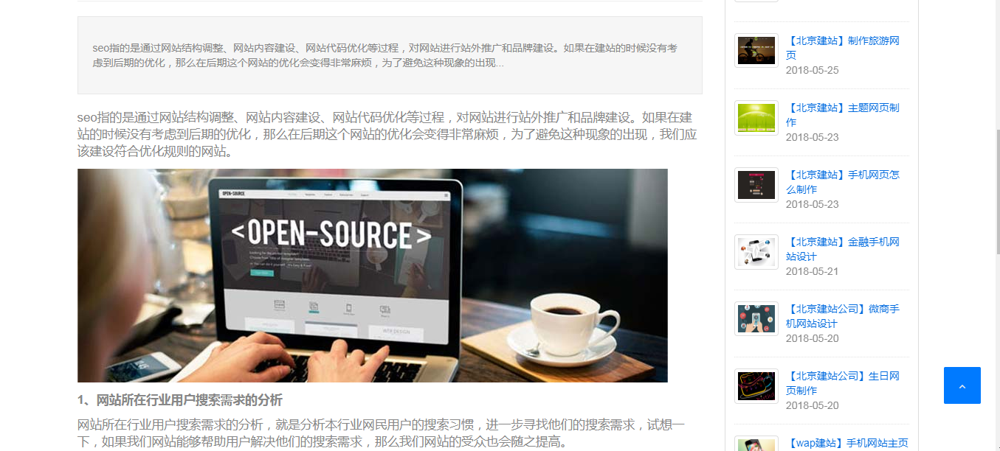 seo指的是通过网站结构调整、网站内容建设、网站代码优化等过程，对网站进行站外推广和品牌建设。如果在建站的时候没有考
虑到后期的优化，那么在后期这个网站的优化会变得非常麻烦，为了避免这种现象的出现...
seo指的是通过网站结构调整、网站内容建设、网站代码优化等过程，对网站进行站外推广和品牌建设。如果在建
站的时候没有考虑到后期的优化，那么在后期这个网站的优化会变得非常麻烦，为了避免这种现象的出现，我们应
该建设符合优化规则的网站。
OPEN-SOURCE
<OPEN-SOURCE>
1、网站所在行业用户搜索需求的分析
网站所在行业用户搜索需求的分析，就是分析本行业网民用户的搜索习惯，进一步寻找他们的搜索需求，试想一
下，如果我们网站能够帮助用户解决他们的搜索需求，那么我们网站的受众也会随之提高。
【北京建站】制作旅游网
页
2018-05-25
【北京建站】主题网页制
作
2018-05-23
【北京建站】手机网页怎
么制作
2018-05-23
【北京建站】金融手机网
站设计
2018-05-21
【北京建站公司】微商手
机网站设计
2018-05-20
【北京建站公司】生日网
页制作
2018-05-20
【wap建站】手机网站主页